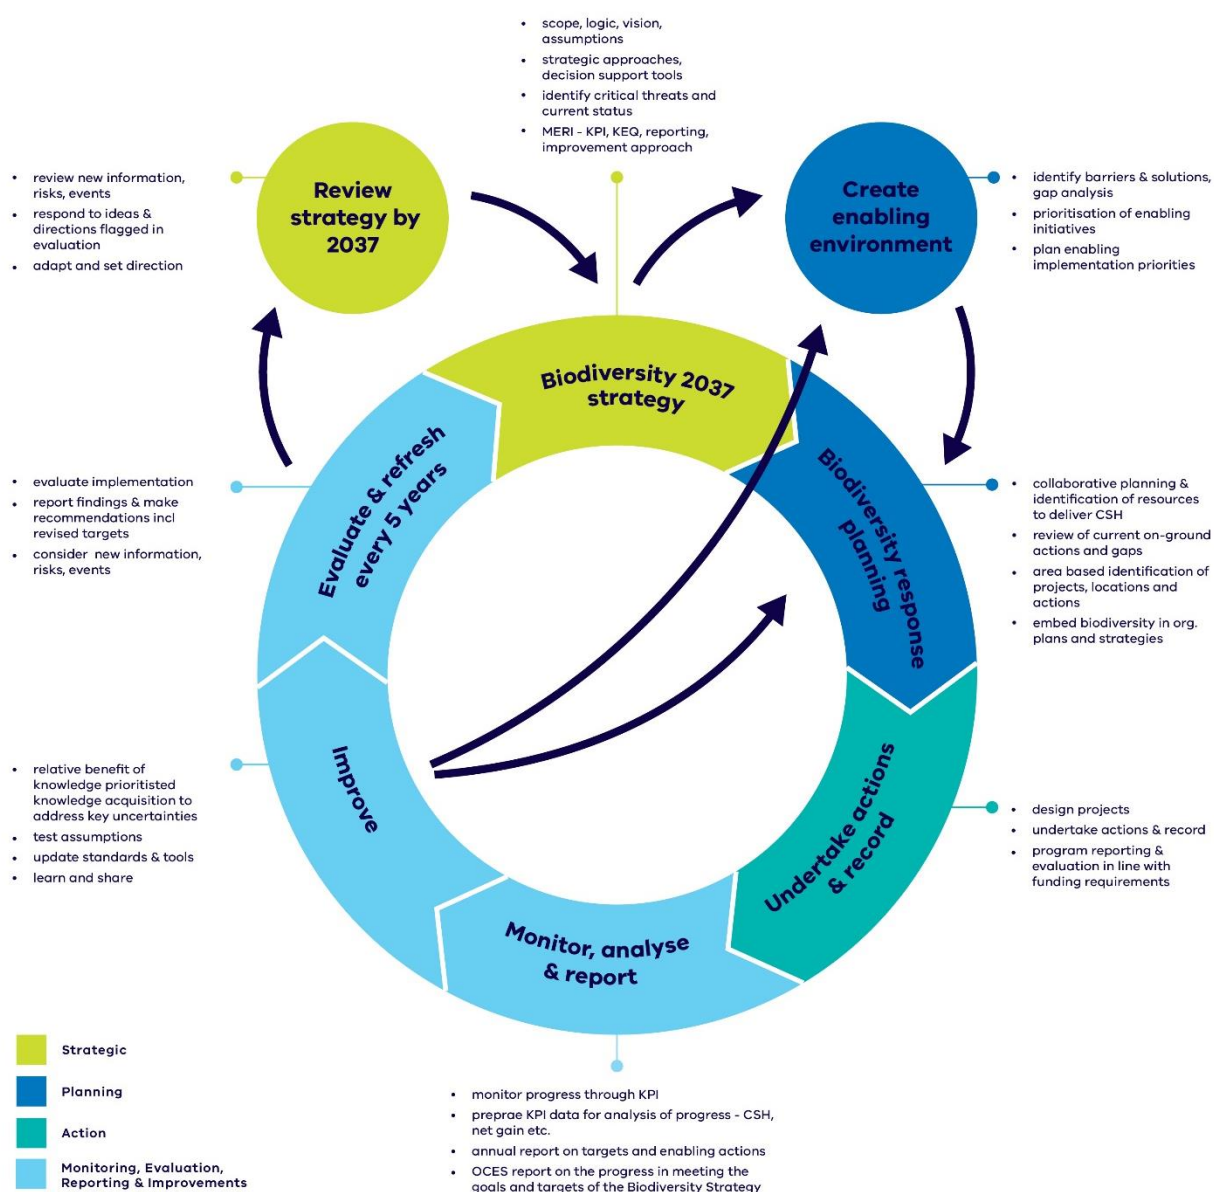 • scope, logic, vision,
assumptions
• strategic approaches,
decision support tools
• identify critical threats and
current status
• MERI - KPI, KEQ, reporting,
improvement approach
Review
strategy by
2037
• review new information,
risks, events
• respond to ideas &
directions flagged in
evaluation
• adapt and set direction
Create
enabling
environment
• identify barriers & solutions,
gap analysis
• prioritisation of enabling
initiatives
• plan enabling
implementation priorities
Biodiversity 2037
strategy
Biodiversity response
planning
• collaborative planning &
identification of resources
to deliver CSH
• review of current on-ground
actions and gaps
• area based identification of
projects, locations and
actions
• embed biodiversity in org.
plans and strategies
Undertake actions
& record
• design projects
• undertake actions & record
• program reporting &
evaluation in line with
funding requirements
Monitor, analyse
& report
• monitor progress through KPI
• preprae KPI data for analysis of progress - CSH,
net gain etc.
• annual report on targets and enabling actions
• OCES report on the progress in meeting the
goals and targets of the Biodiversity Strategy
Improve
• relative benefit of
knowledge prioritisted
knowledge acquisition to
address key uncertainties
• test assumptions
• update standards & tools
• learn and share
Evaluate & refresh
every 5 years
• evaluate implementation
• report findings & make
recommendations incl
revised targets
• consider new information,
risks, events
Strategic
Planning
Action
Monitoring, Evaluation,
Reporting & Improvements